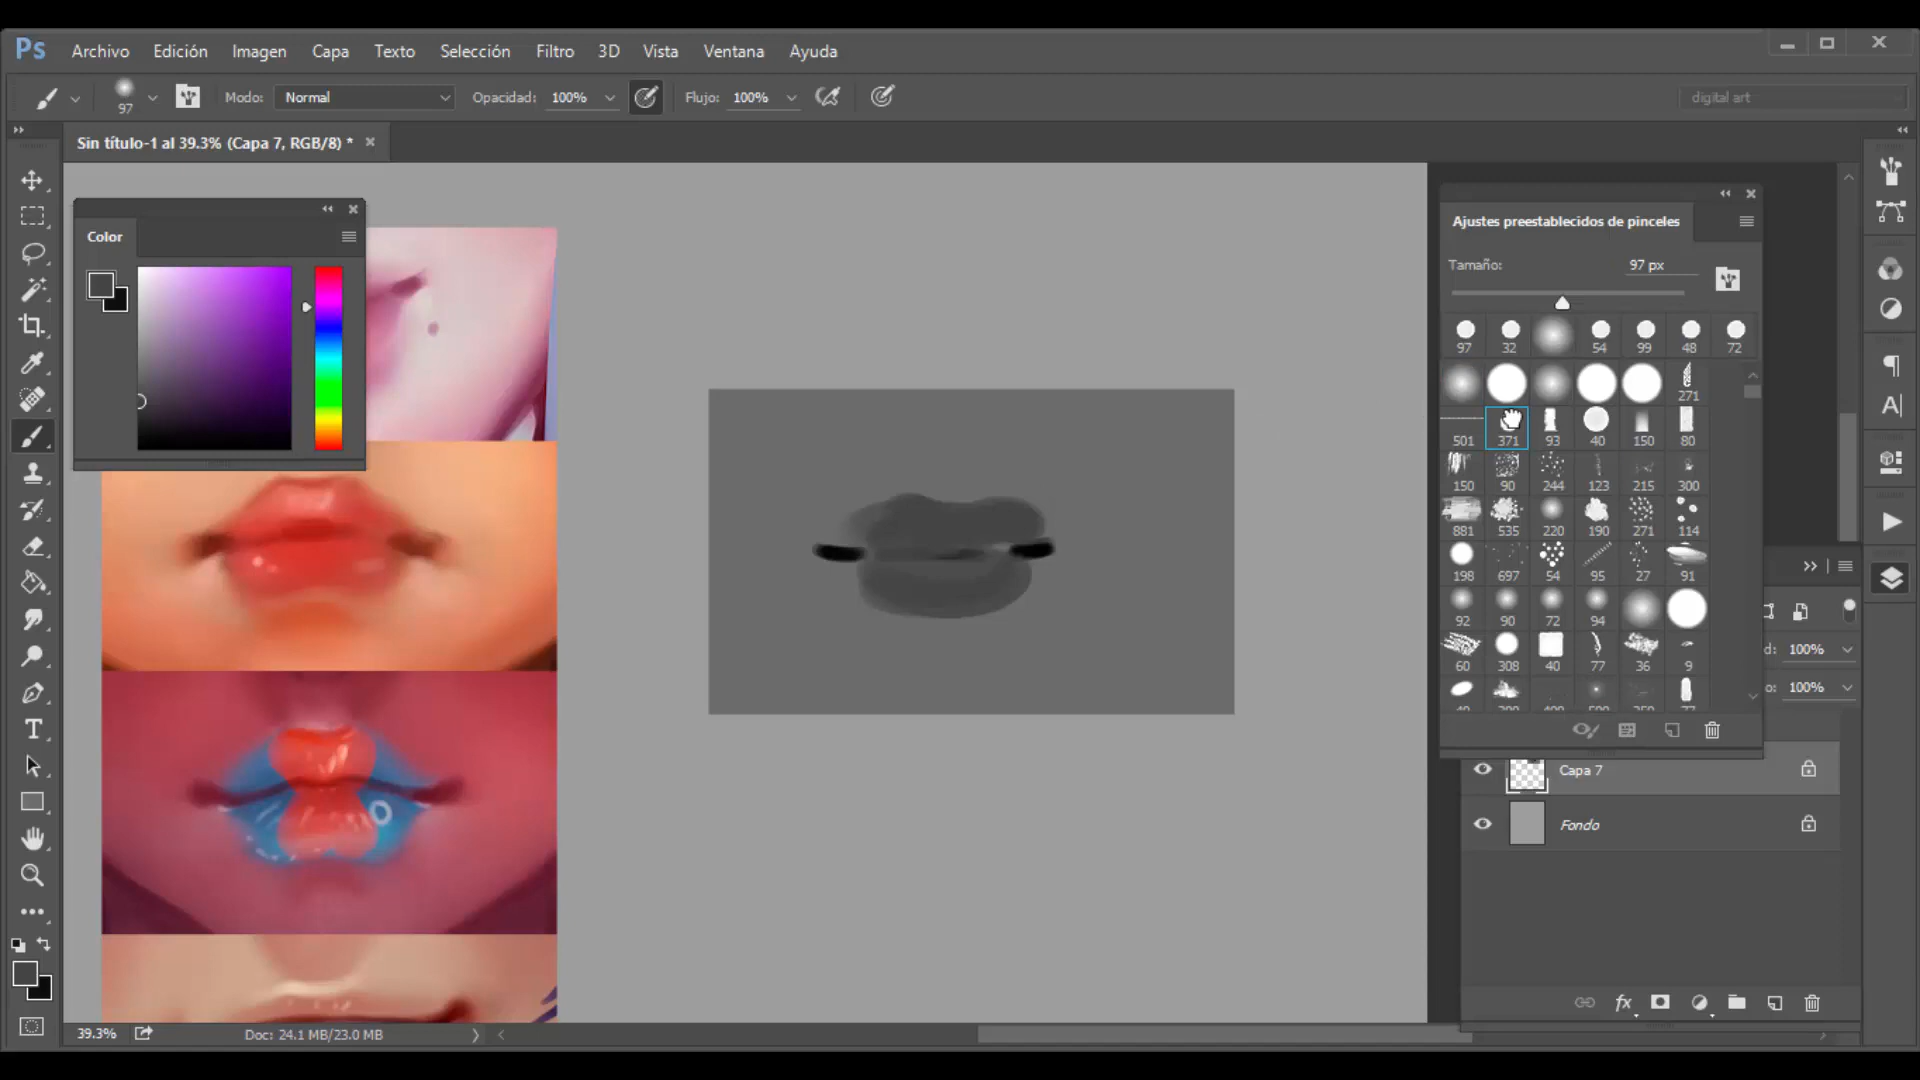 Ps Archivo Edición Imagen Capa Texto Selección Filtro 3D Vista Ventana Ayuda
97 Modo: Normal Opacidad: 100% Flujo: 100% digital art
Sin título-1 al 39.3% (Capa 7, RGB/8) *
Color
Ajustes preestablecidos de pinceles
Tamaño: 97 px
97 32 54 99 48 72
271
501 371 93 40 150 80
150 90 244 123 215 300
881 535 220 190 271 114
198 697 54 95 27 91
92 90 72 94
60 308 40 77 36 9
d: 100%
o: 100%
Capa 7
Fondo
fx
39.3% Doc: 24.1 MB/23.0 MB